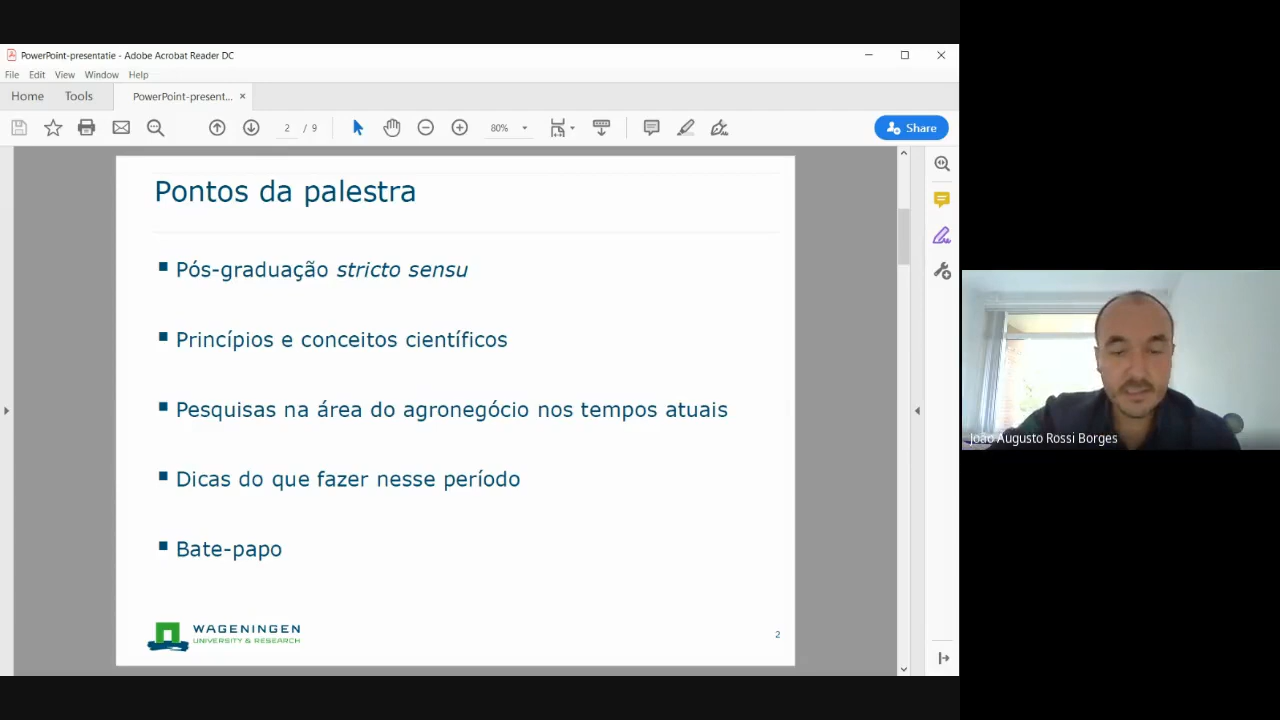 PowerPoint-presentatie - Adobe Acrobat Reader DC
File Edit View Window Help
Home Tools PowerPoint-present... ×
2 / 9 80% Share
Pontos da palestra
Pós-graduação stricto sensu
Princípios e conceitos científicos
Pesquisas na área do agronegócio nos tempos atuais
Dicas do que fazer nesse período
Bate-papo
WAGENINGEN
UNIVERSITY & RESEARCH
2
João Augusto Rossi Borges